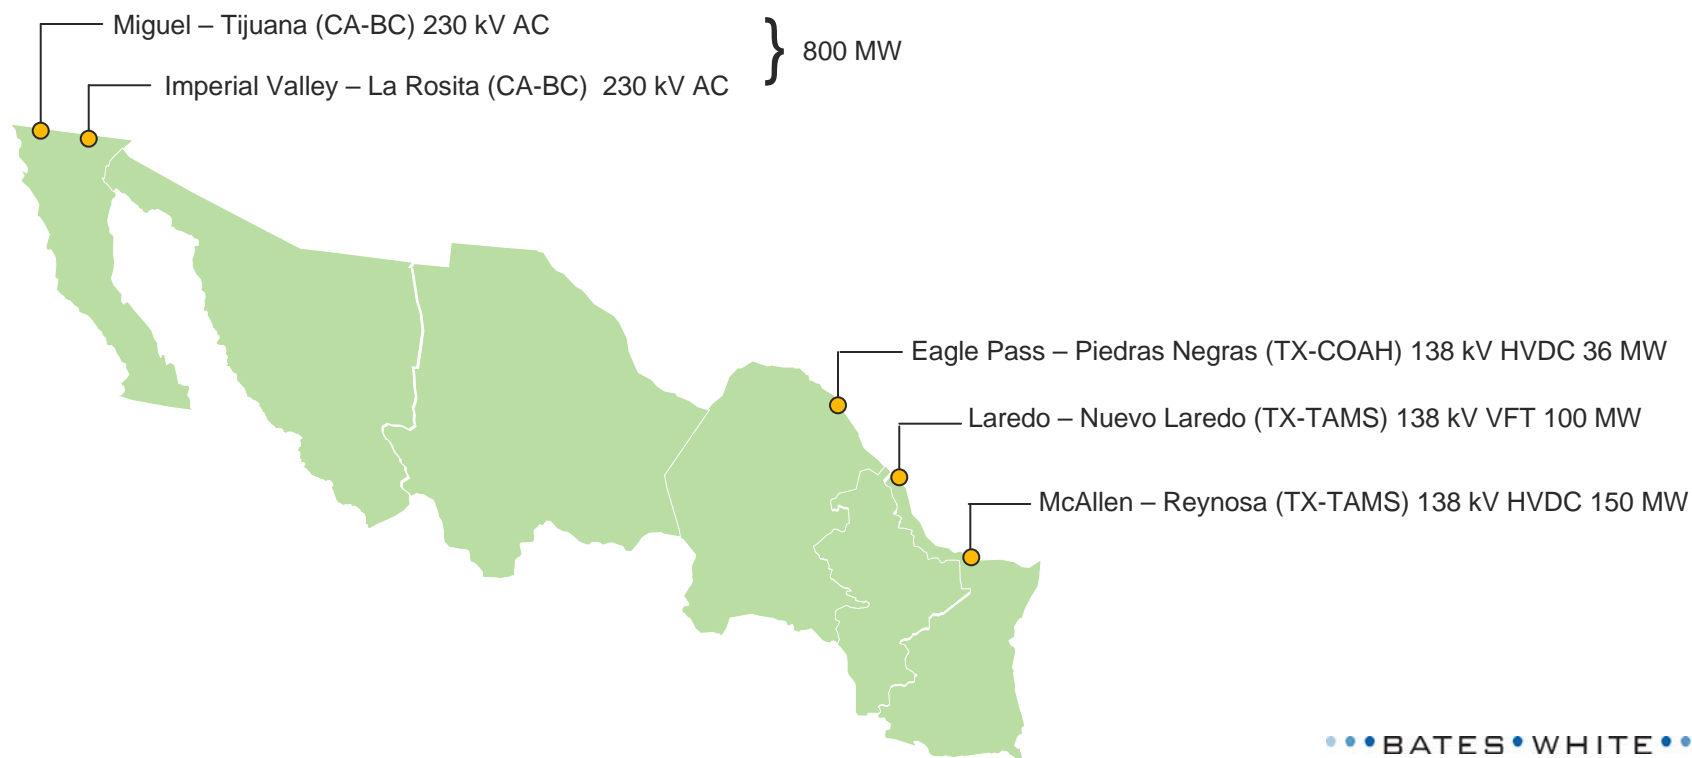 Miguel – Tijuana (CA-BC) 230 kV AC
800 MW
Imperial Valley – La Rosita (CA-BC) 230 kV AC
Eagle Pass – Piedras Negras (TX-COAH) 138 kV HVDC 36 MW
Laredo – Nuevo Laredo (TX-TAMS) 138 kV VFT 100 MW
McAllen – Reynosa (TX-TAMS) 138 kV HVDC 150 MW
BATES•WHITE